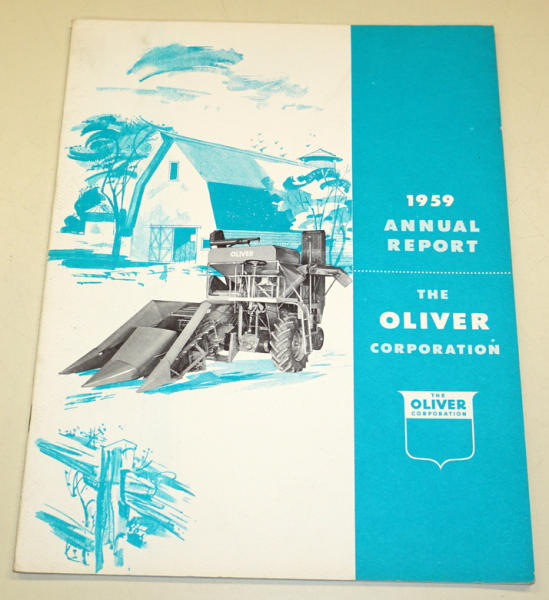 1959
ANNUAL
REPORT
THE
OLIVER
CORPORATION
THE
OLIVER
CORPORATION
OLIVER